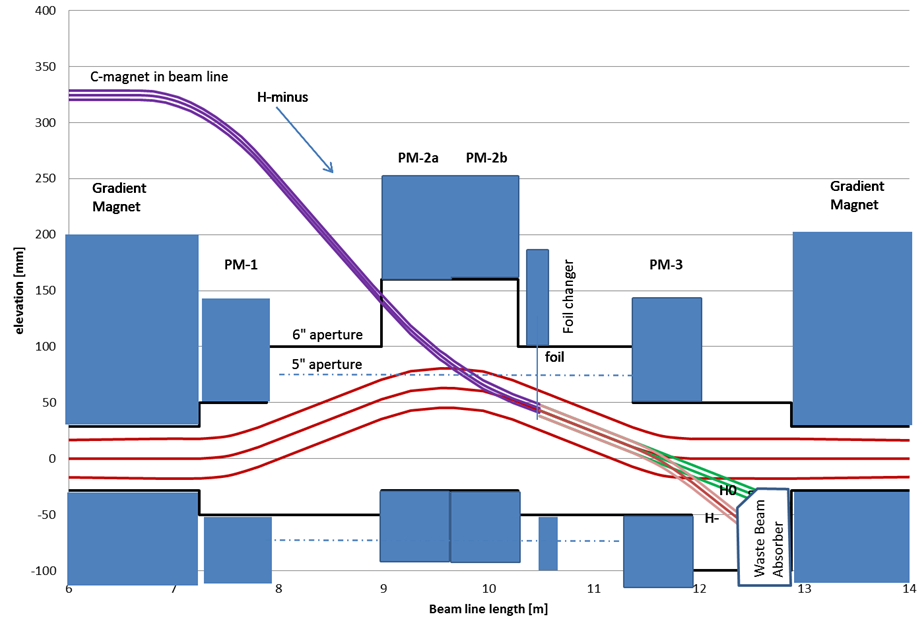 400
350
300
250
200
150
100
50
0
-50
-100
elevation [mm]
C-magnet in beam line
H-minus
PM-2a
PM-2b
Gradient
Magnet
Gradient
Magnet
PM-1
PM-3
Foil changer
6" aperture
foil
5" aperture
H0
H-
Waste Beam
Absorber
6
7
8
9
10
11
12
13
14
Beam line length [m]